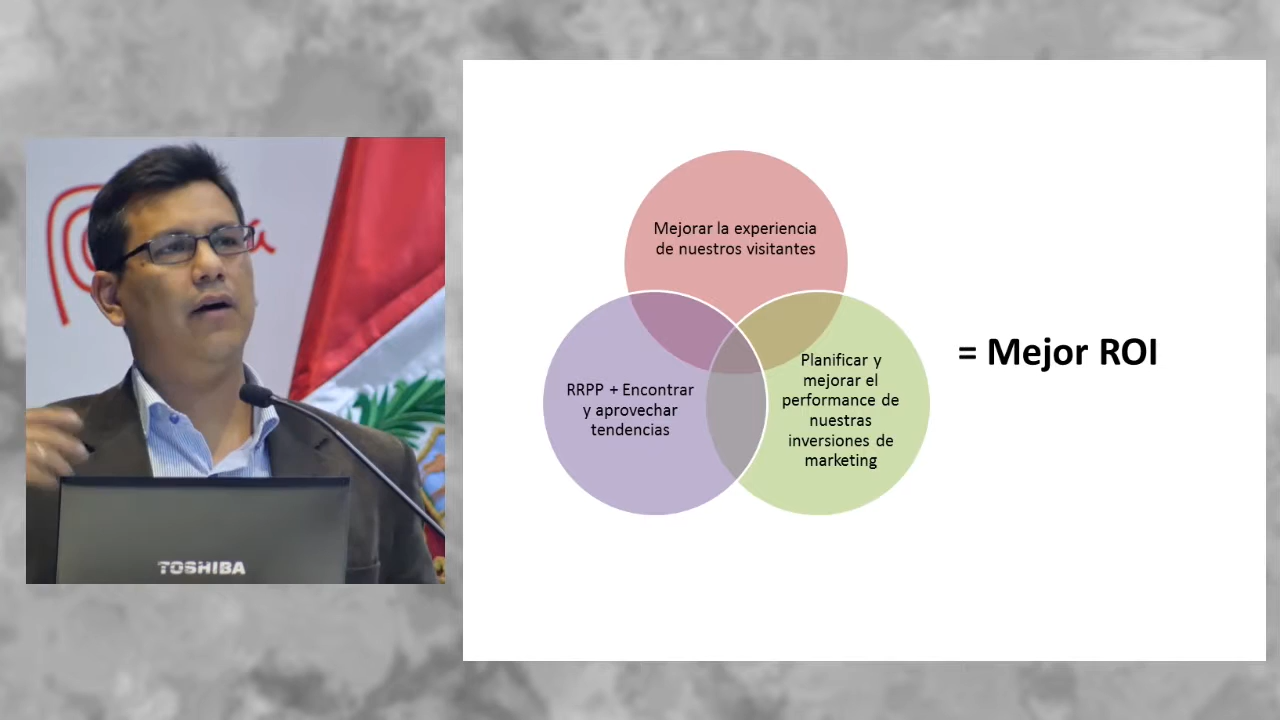 ú
TOSHIBA
Mejorar la experiencia
de nuestros visitantes
RRPP + Encontrar
y aprovechar
tendencias
Planificar y
mejorar el
performance de
nuestras
inversiones de
marketing
= Mejor ROI